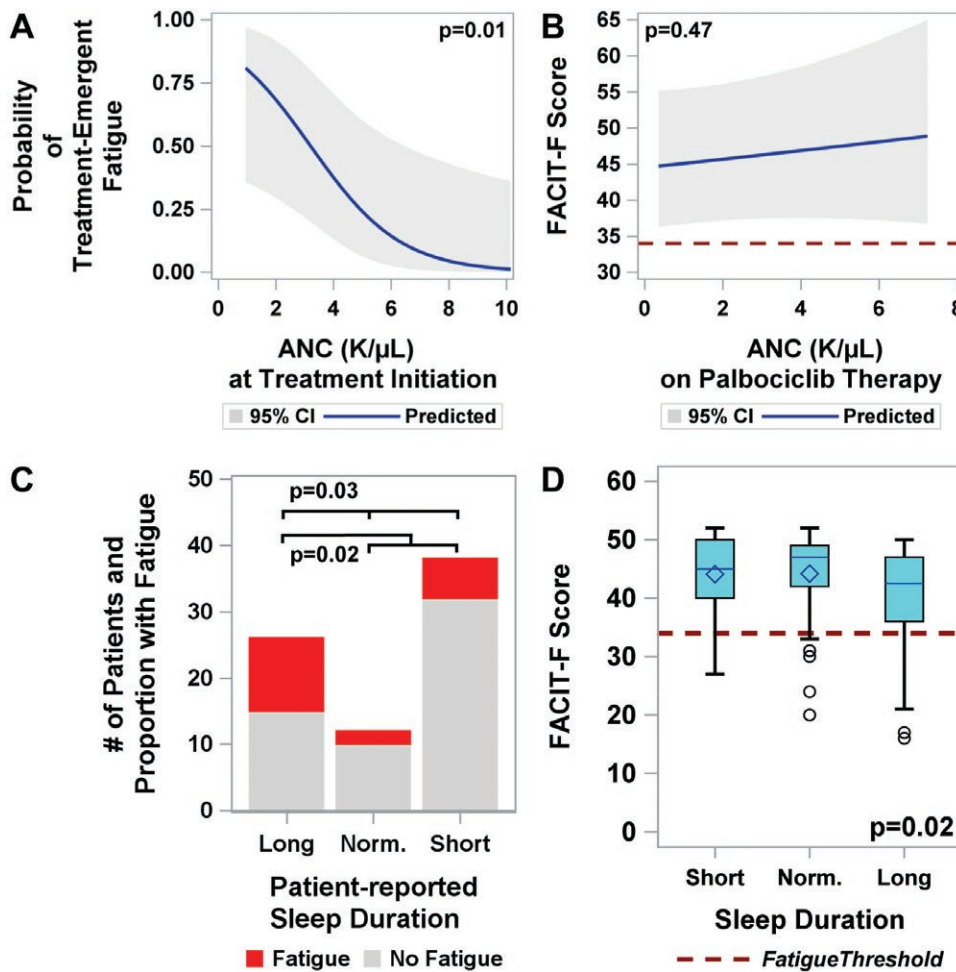 A
Probability
of
Treatment-Emergent
Fatigue
1.00
0.75
0.50
0.25
0.00
p=0.01
0 2 4 6 8 10
ANC (K/µL)
at Treatment Initiation
95% CI Predicted
B
FACIT-F Score
65
60
55
50
45
40
35
30
p=0.47
0 2 4 6 8
ANC (K/µL)
on Palbociclib Therapy
95% CI Predicted
C
# of Patients and
Proportion with Fatigue
50
40
30
20
10
0
p=0.03
p=0.02
Long Norm. Short
Patient-reported
Sleep Duration
Fatigue No Fatigue
D
FACIT-F Score
60
50
40
30
20
10
0
p=0.02
Short Norm. Long
Sleep Duration
FatigueThreshold